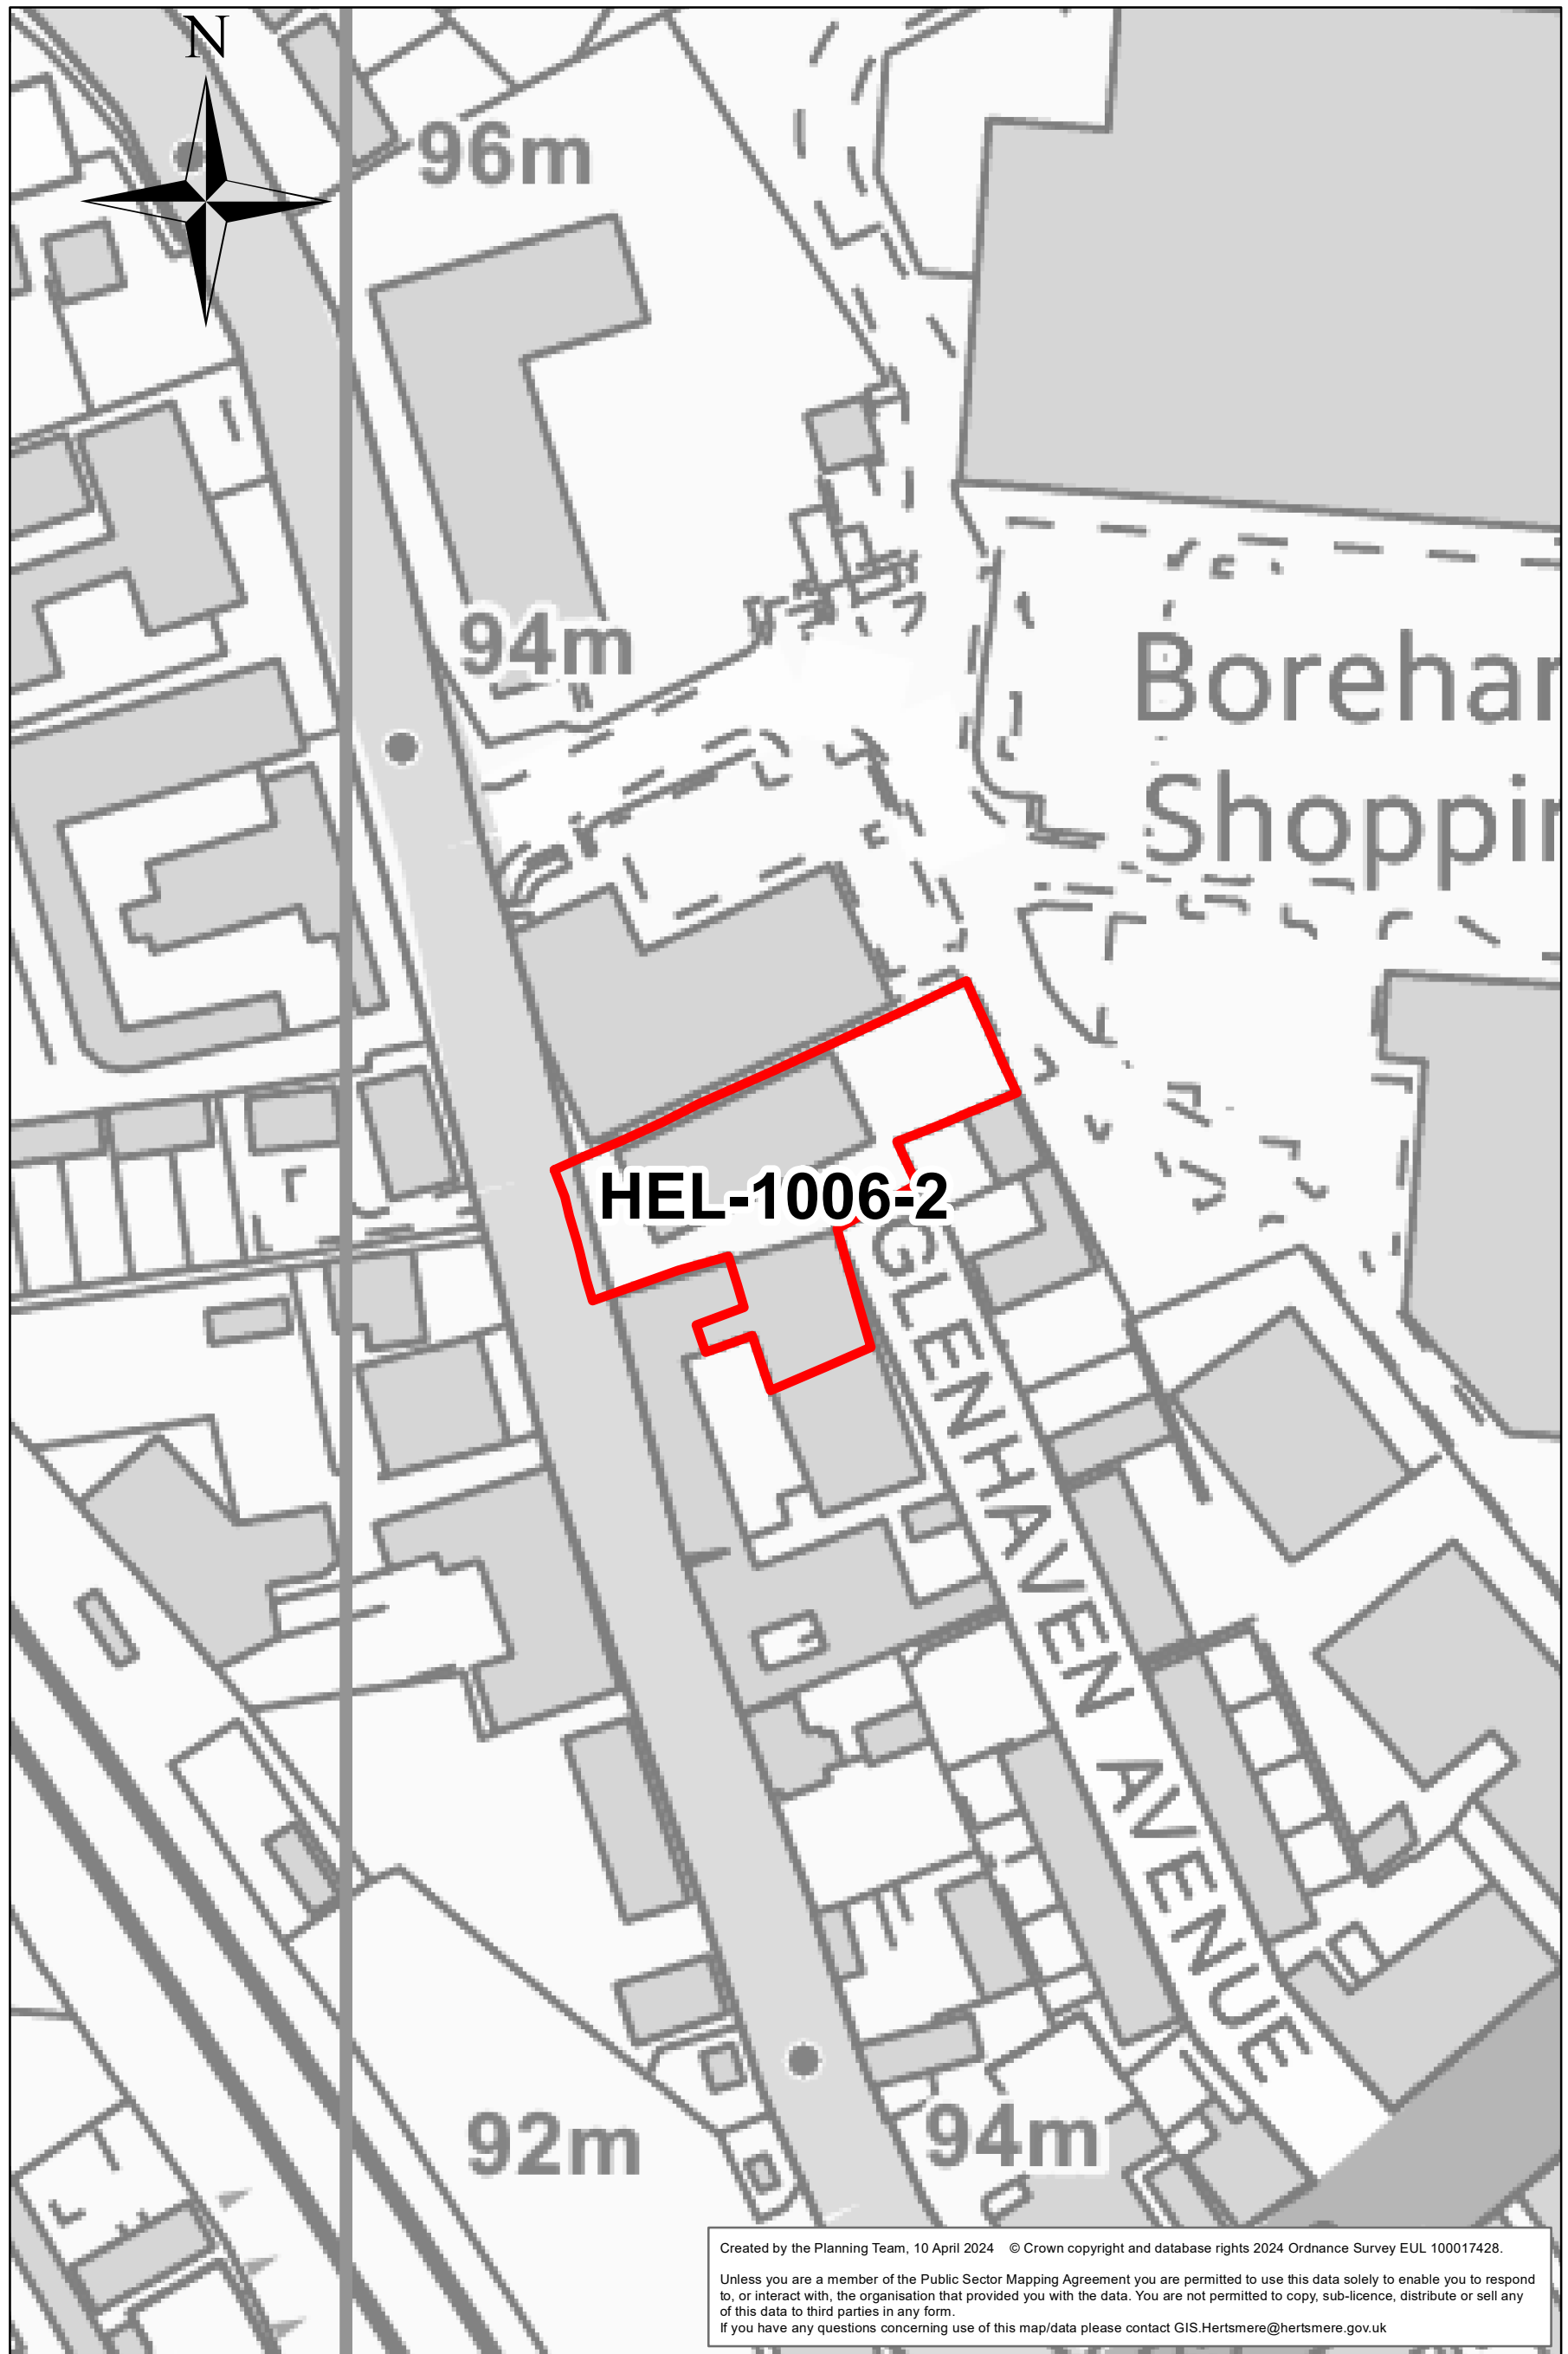 N
96m
94m
Boreha
Shoppi
HEL-1006-2
GLENHAVEN AVENUE
92m
94m
Created by the Planning Team, 10 April 2024 © Crown copyright and database rights 2024 Ordnance Survey EUL 100017428.
Unless you are a member of the Public Sector Mapping Agreement you are permitted to use this data solely to enable you to respond
to, or interact with, the organisation that provided you with the data. You are not permitted to copy, sub-licence, distribute or sell any
of this data to third parties in any form.
If you have any questions concerning use of this map/data please contact GIS.Hertsmere@hertsmere.gov.uk